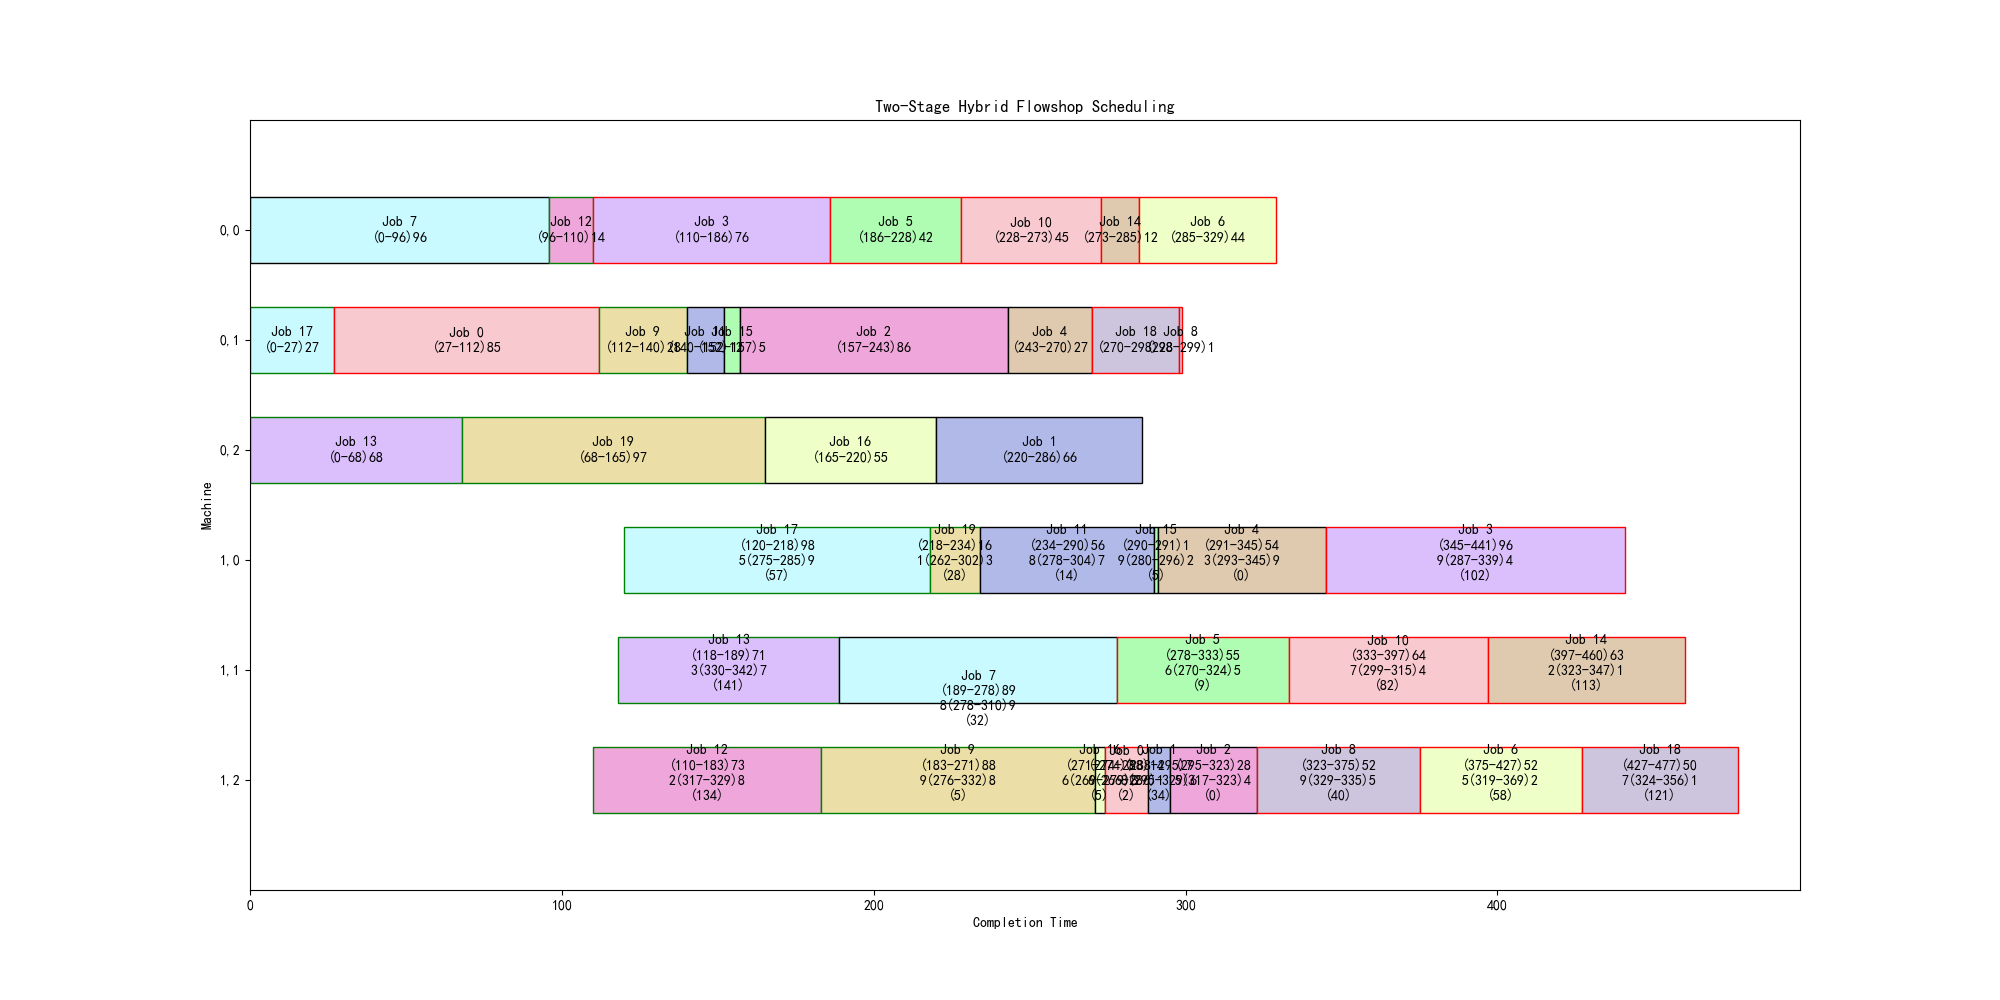 Two-Stage Hybrid Flowshop Scheduling
0,0
Job 7
(0-96)96
Job 12
(96-110)14
Job 3
(110-186)76
Job 5
(186-228)42
Job 10
(228-273)45
Job 14
(273-285)12
Job 6
(285-329)44
0,1
Job 17
(0-27)27
Job 0
(27-112)85
Job 9
(112-140)28
Job 11
(140-152)12
Job 15
(152-157)5
Job 2
(157-243)86
Job 4
(243-270)27
Job 18
(270-298)28
Job 8
(298-299)1
0,2
Job 13
(0-68)68
Job 19
(68-165)97
Job 16
(165-220)55
Job 1
(220-286)66
Machine
1,0
Job 17
(120-218)98
5(275-285)9
(57)
Job 19
(218-234)16
1(262-302)3
(28)
Job 11
(234-290)56
8(278-304)7
(14)
Job 15
(290-291)1
9(280-296)2
(5)
Job 4
(291-345)54
3(293-345)9
(0)
Job 3
(345-441)96
9(287-339)4
(102)
1,1
Job 13
(118-189)71
3(330-342)7
(141)
Job 7
(189-278)89
8(278-310)9
(32)
Job 5
(278-333)55
6(270-324)5
(9)
Job 10
(333-397)64
7(299-315)4
(82)
Job 14
(397-460)63
2(323-347)1
(113)
1,2
Job 12
(110-183)73
2(317-329)8
(134)
Job 9
(183-271)88
9(276-332)8
(5)
Job 16
(271-274)3
(5)
Job 0
(274-288)14
(2)
Job 1
(288-295)7
(34)
Job 2
(295-323)28
5(317-323)4
(0)
Job 8
(323-375)52
9(329-335)5
(40)
Job 6
(375-427)52
5(319-369)2
(58)
Job 18
(427-477)50
7(324-356)1
(121)
0
100
200
300
400
Completion Time